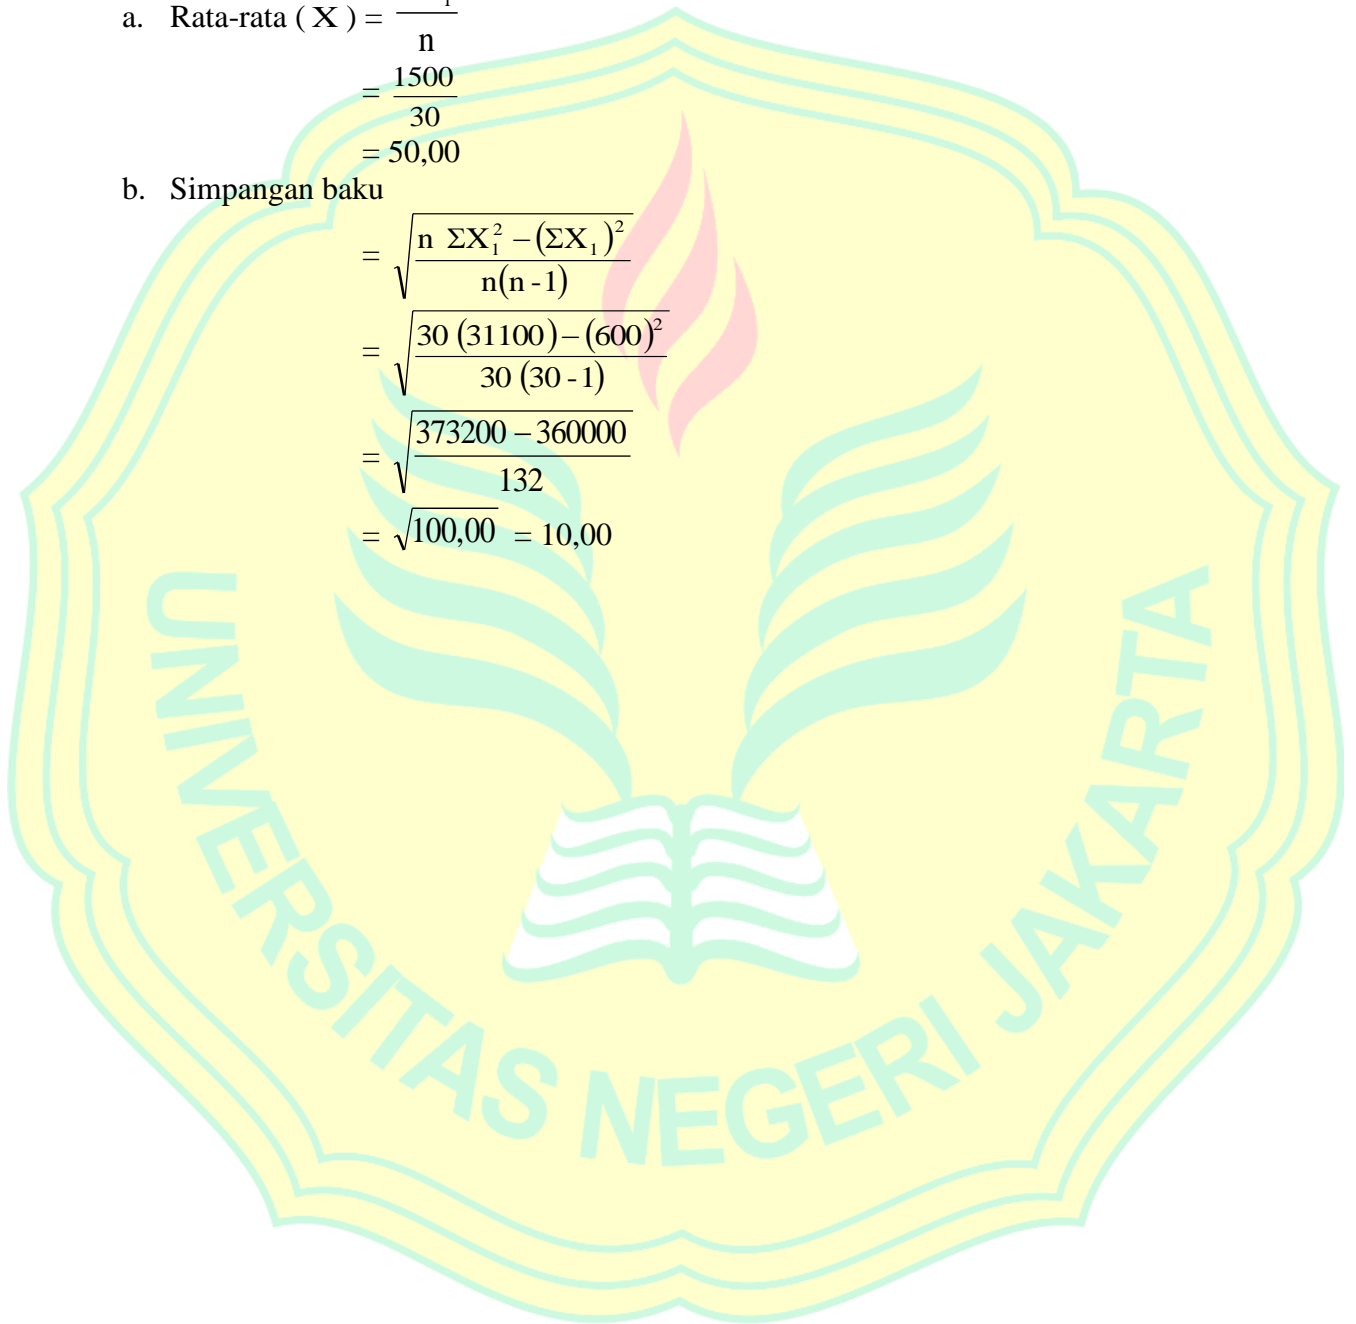 a. Rata-rata ( X ) = ―
n
= 1500
30
= 50,00
b. Simpangan baku
= √ n ΣX₁² – (ΣX₁)²
n(n - 1)
= √ 30 (31100) – (600)²
30 (30 - 1)
= √ 373200 – 360000
132
= √100,00 = 10,00
UNIVERSITAS NEGERI JAKARTA